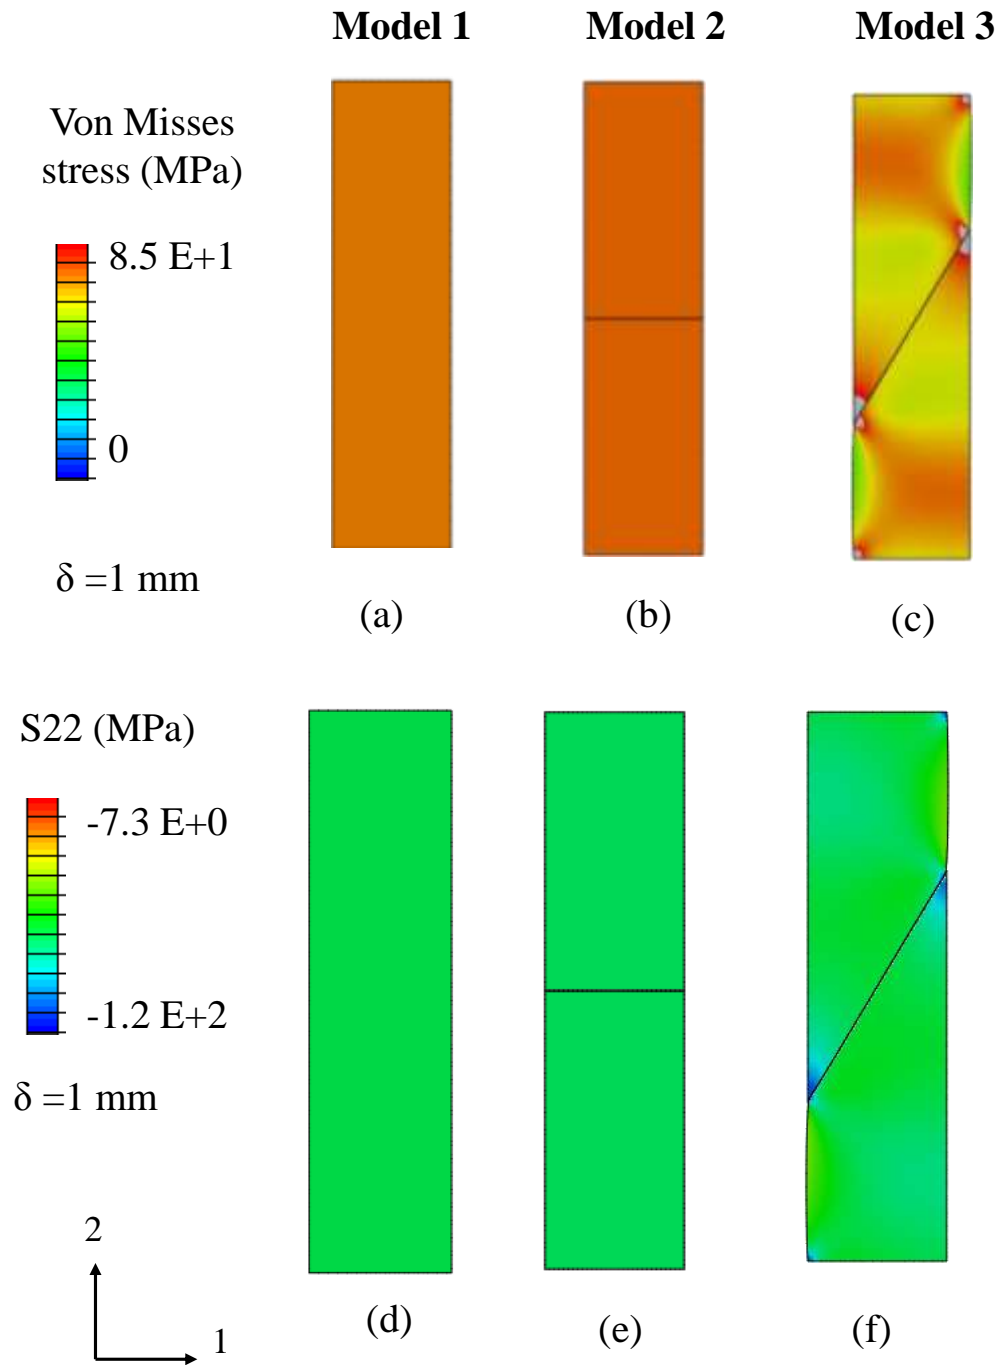 Model 1
Model 2
Model 3
Von Misses
stress (MPa)
8.5 E+1
0
δ =1 mm
(a)
(b)
(c)
S22 (MPa)
-7.3 E+0
-1.2 E+2
δ =1 mm
2
1
(d)
(e)
(f)